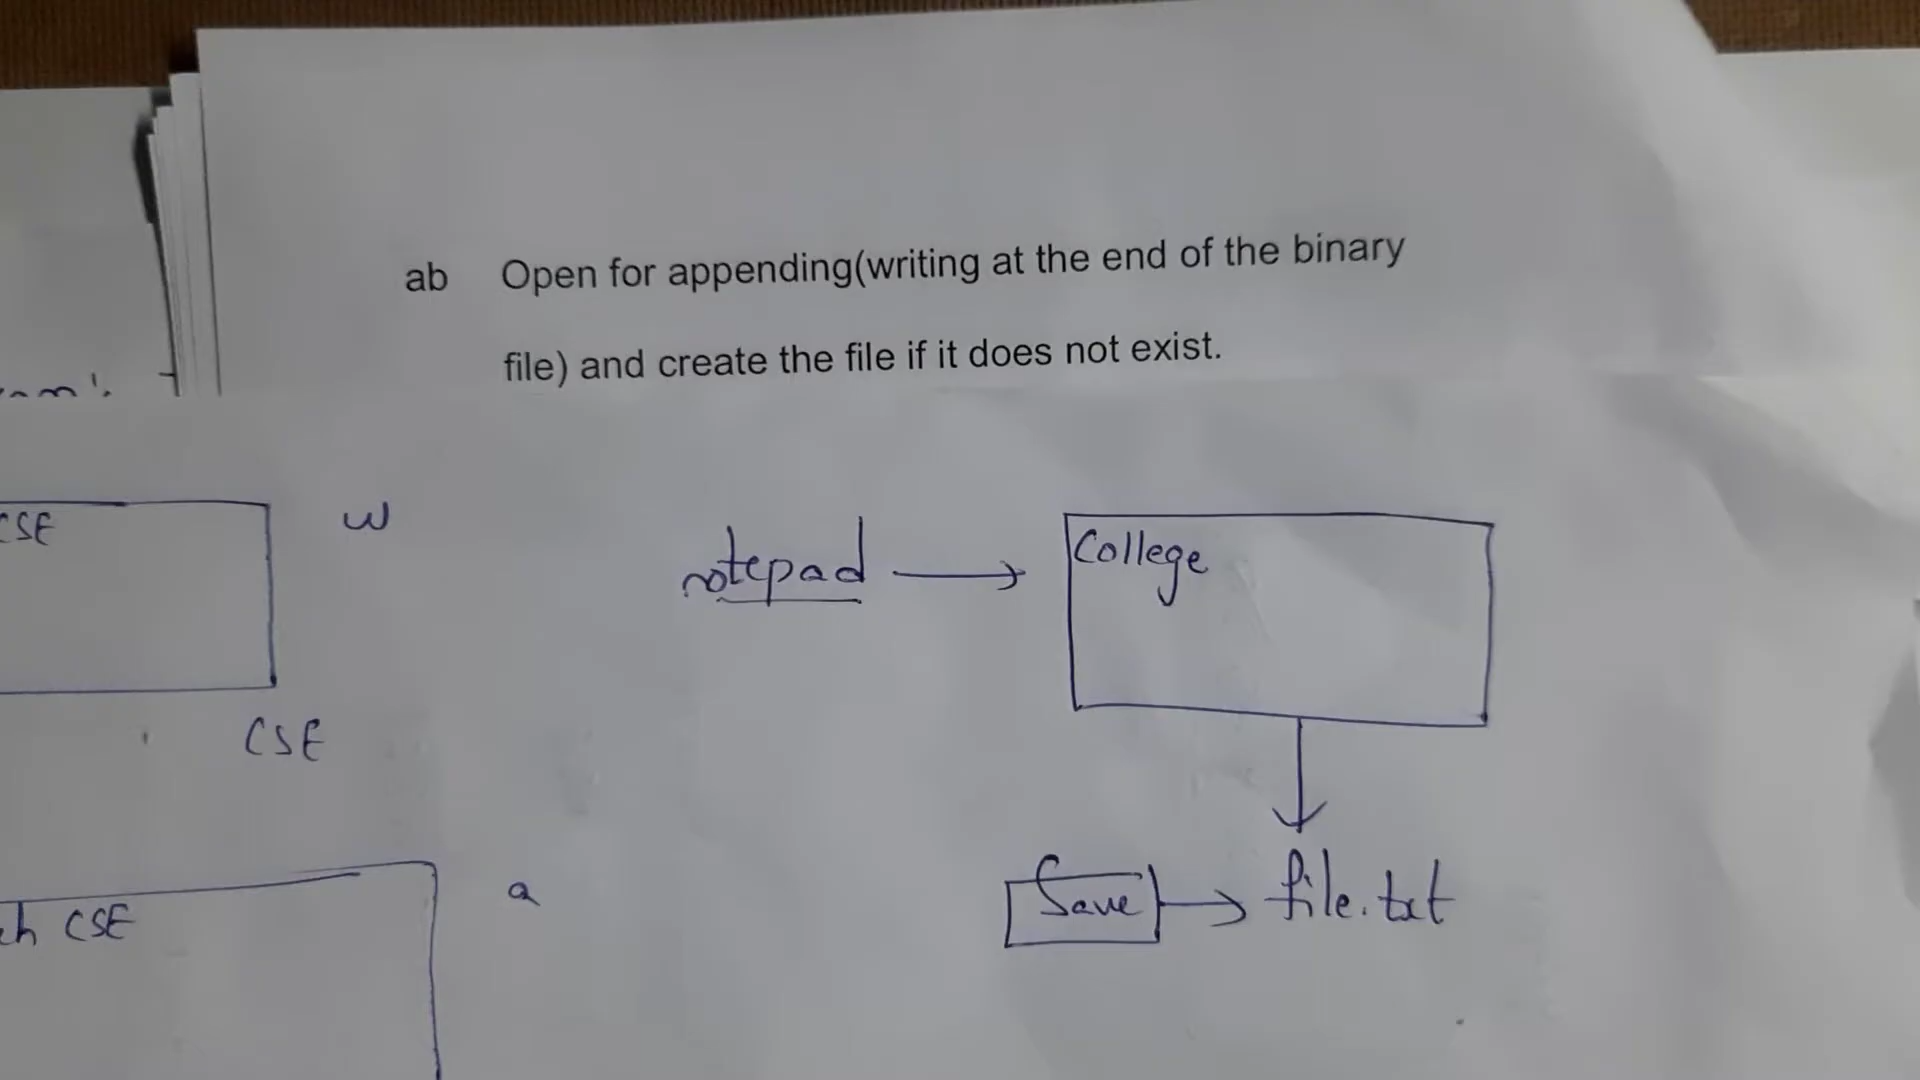 ab Open for appending(writing at the end of the binary
file) and create the file if it does not exist.
CSE
w
notepad
College
CSE
CSE
a
Save
file.txt